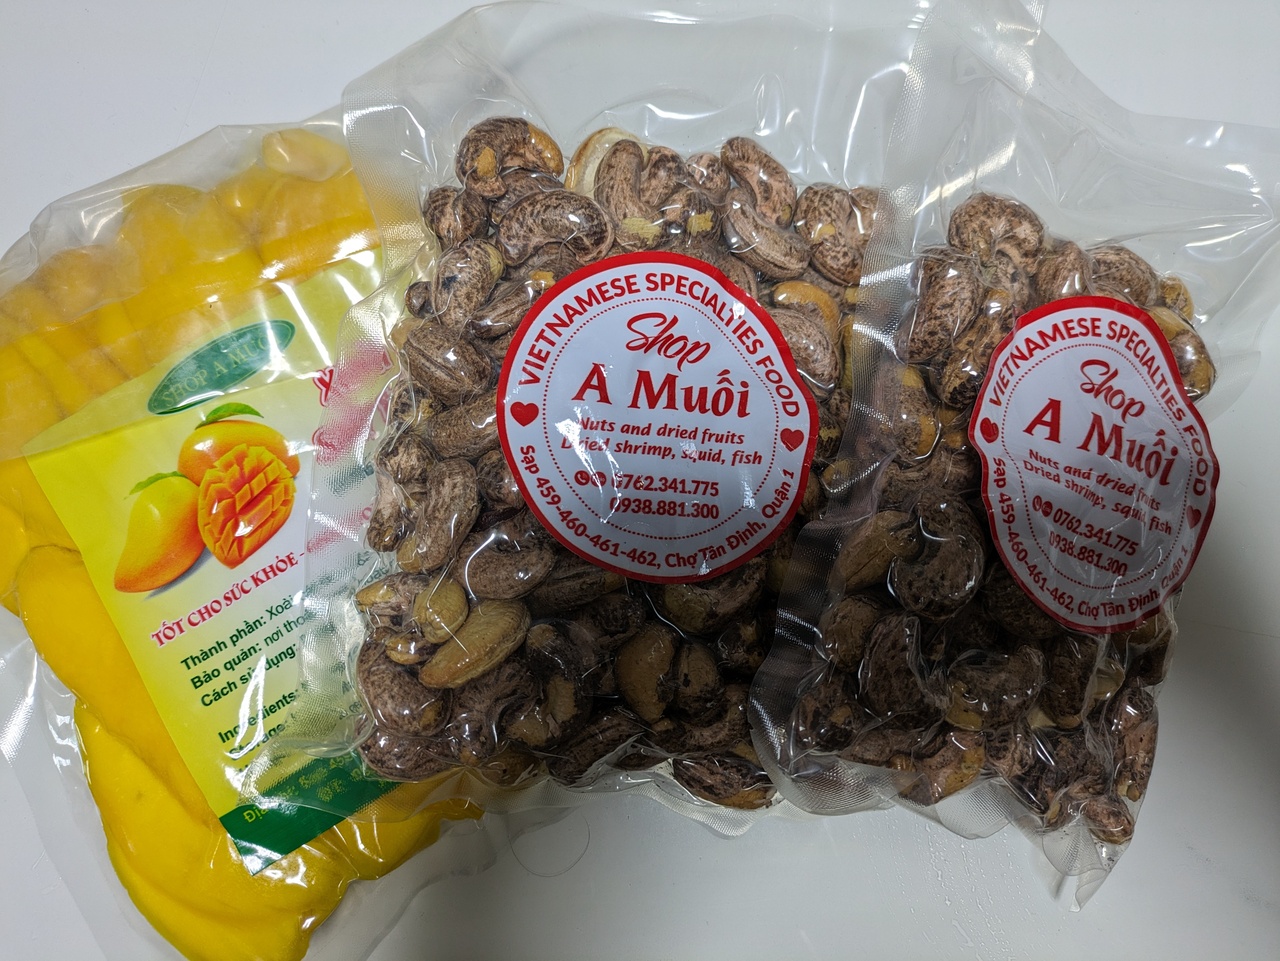 SHOP A MUỐI
TỐT CHO SỨC KHỎE -
Thành phần: Xoài
Bảo quản: nơi
Cách sử dụng:
Ingredients:
VIETNAMESE SPECIALTIES FOOD
Shop
A Muối
Nuts and dried fruits
Dried shrimp, squid, fish
0762.341.775
0938.881.300
Sạp 459-460-461-462, Chợ Tân Định, Quận 1
VIETNAMESE SPECIALTIES FOOD
Shop
A Muối
Nuts and dried fruits
Dried shrimp, squid, fish
0762.341.775
0938.881.300
Sạp 459-460-461-462, Chợ Tân Định, Quận 1